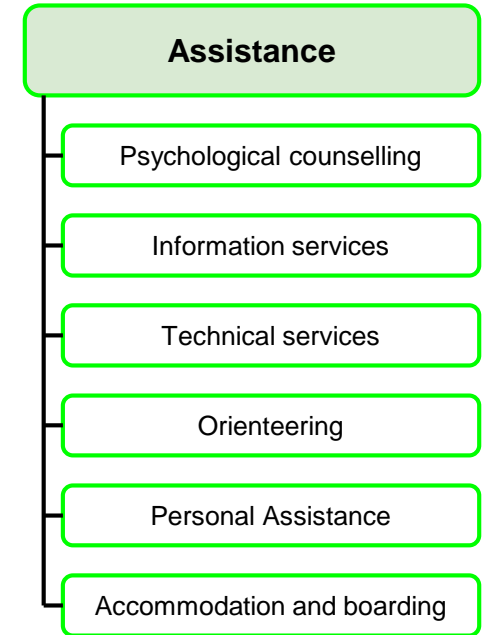 Assistance
Psychological counselling
Information services
Technical services
Orienteering
Personal Assistance
Accommodation and boarding